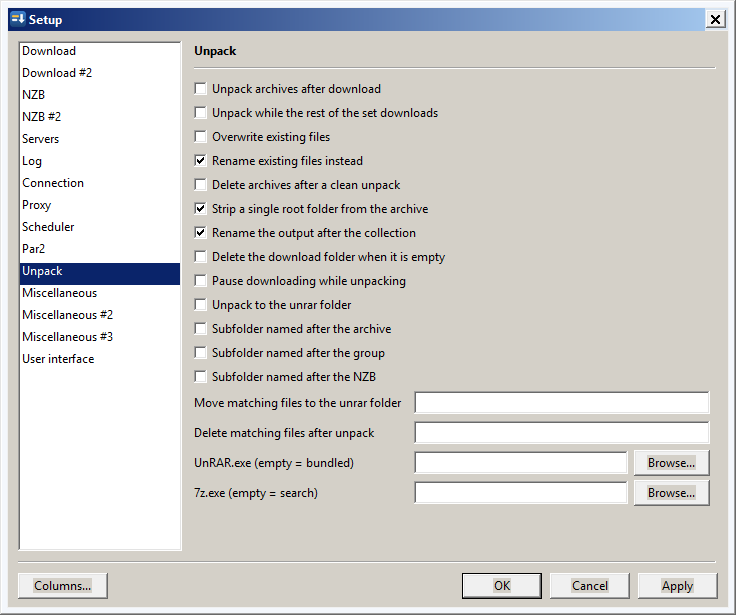 Setup
Download
Download #2
NZB
NZB #2
Servers
Log
Connection
Proxy
Scheduler
Par2
Unpack
Miscellaneous
Miscellaneous #2
Miscellaneous #3
User interface
Unpack
Unpack archives after download
Unpack while the rest of the set downloads
Overwrite existing files
Rename existing files instead
Delete archives after a clean unpack
Strip a single root folder from the archive
Rename the output after the collection
Delete the download folder when it is empty
Pause downloading while unpacking
Unpack to the unrar folder
Subfolder named after the archive
Subfolder named after the group
Subfolder named after the NZB
Move matching files to the unrar folder
Delete matching files after unpack
UnRAR.exe (empty = bundled) Browse...
7z.exe (empty = search) Browse...
Columns... OK Cancel Apply